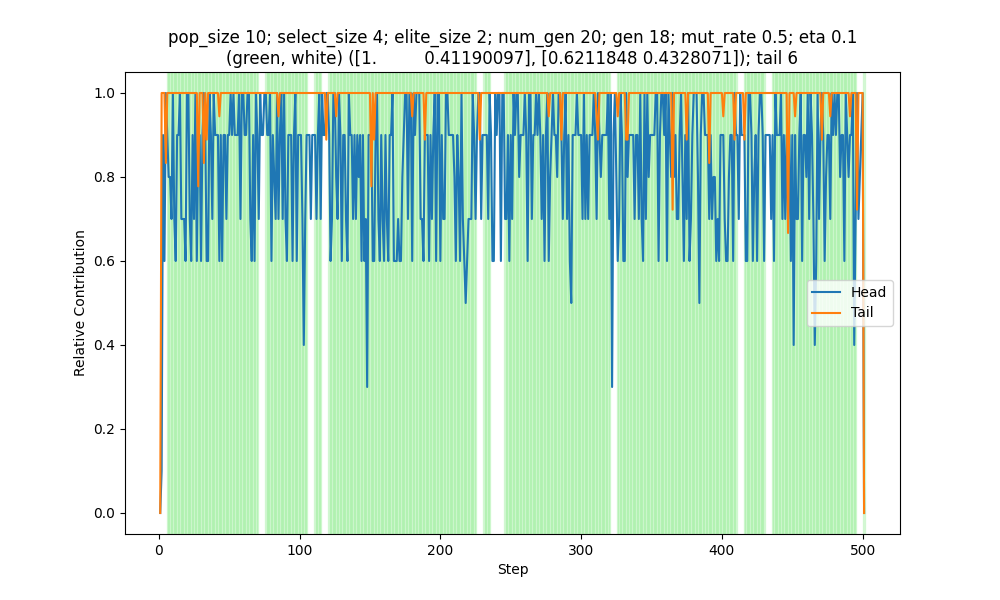 pop_size 10; select_size 4; elite_size 2; num_gen 20; gen 18; mut_rate 0.5; eta 0.1
(green, white) ([1. 0.41190097], [0.6211848 0.4328071]); tail 6
1.0
0.8
0.6
0.4
0.2
0.0
Relative Contribution
Head
Tail
0 100 200 300 400 500
Step